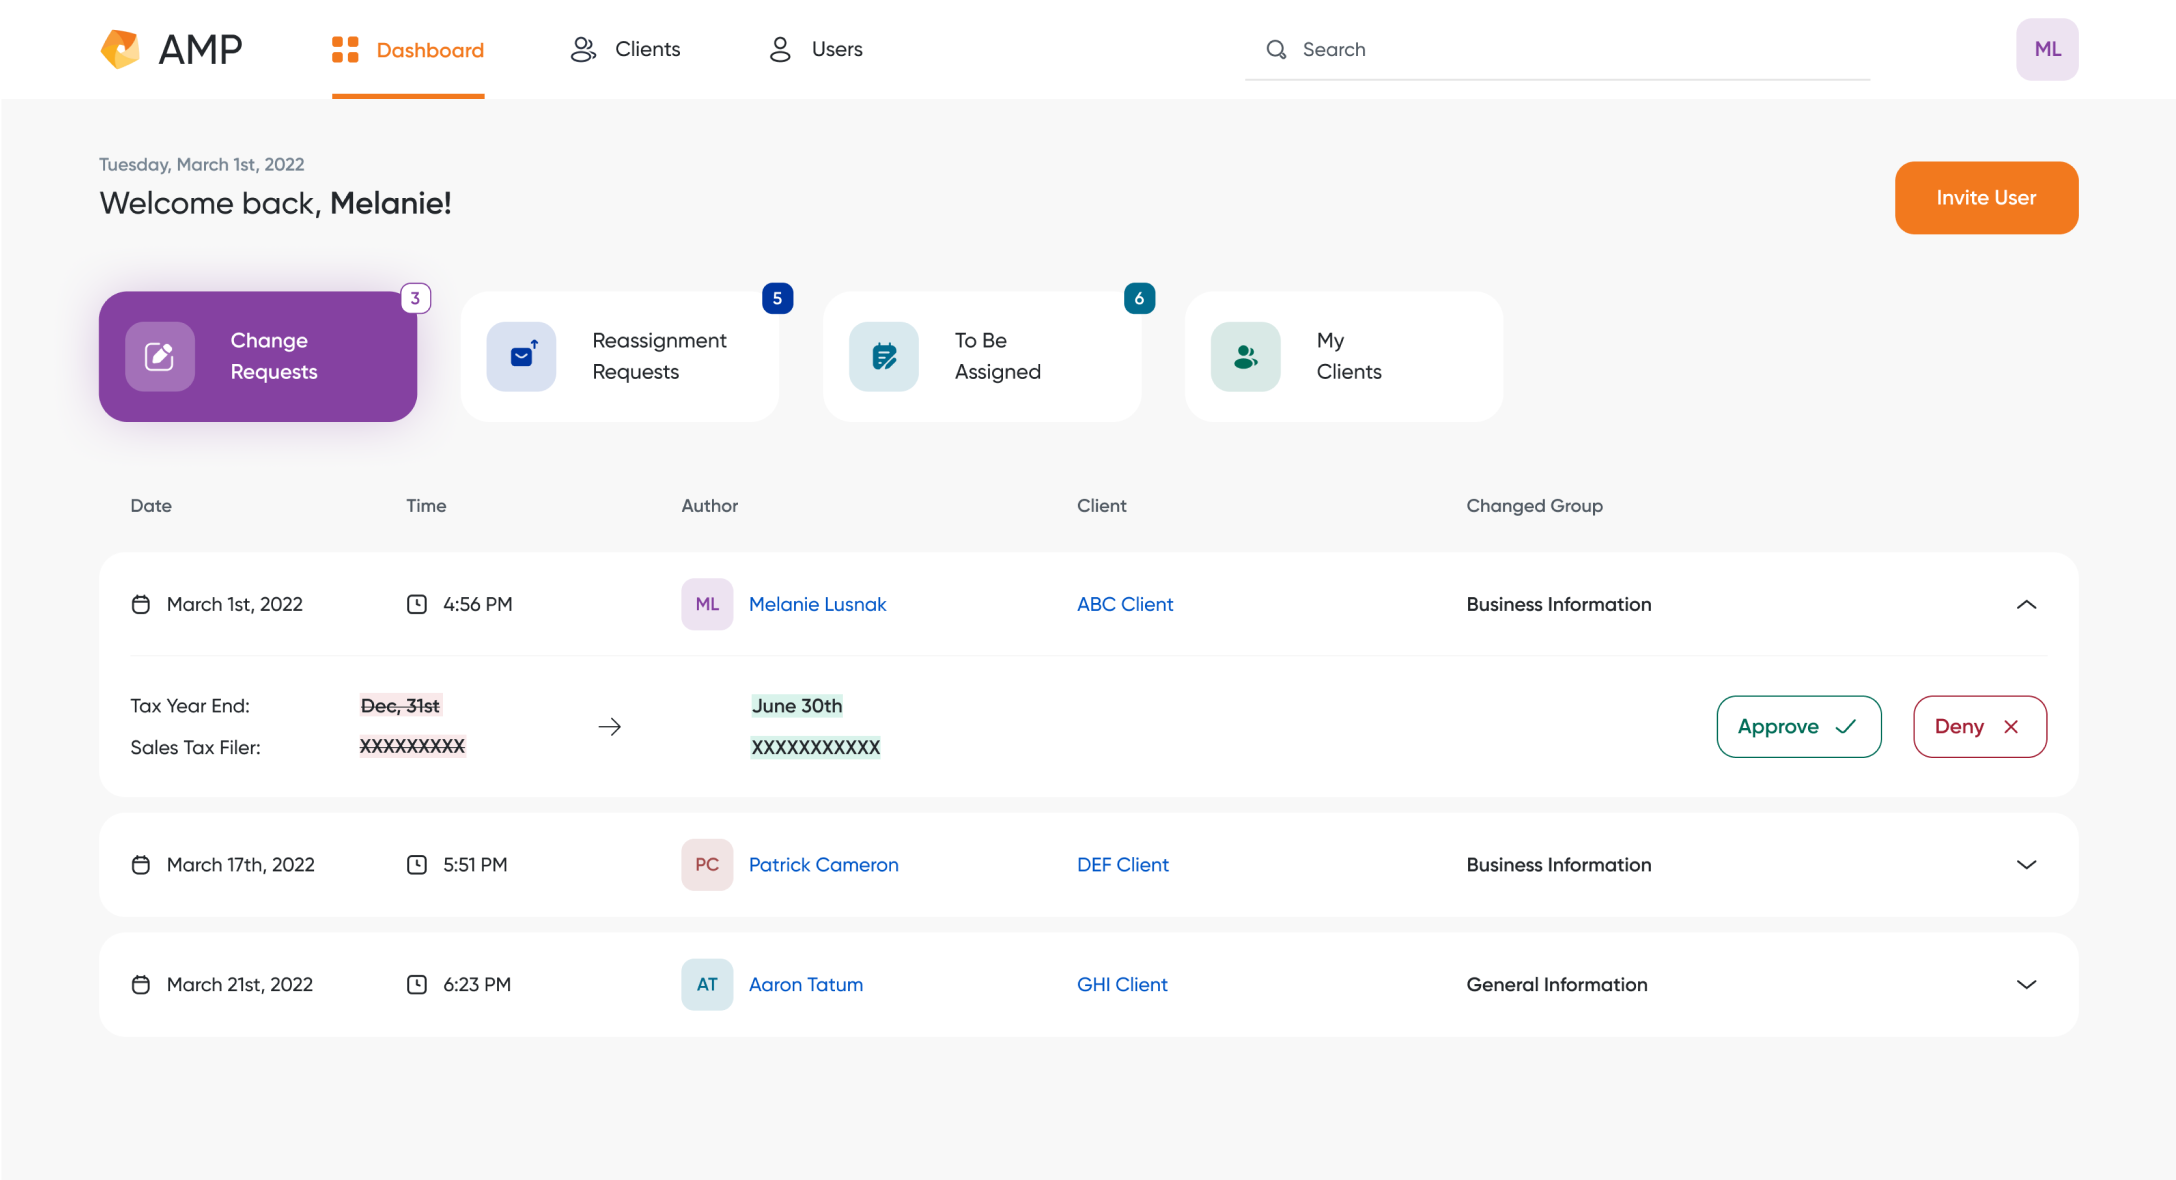 AMP
Dashboard
Clients
Users
Search
ML
Tuesday, March 1st, 2022
Welcome back, Melanie!
Invite User
3
Change
Requests
5
Reassignment
Requests
6
To Be
Assigned
My
Clients
Date Time Author Client Changed Group
March 1st, 2022 4:56 PM ML Melanie Lusnak ABC Client Business Information
Tax Year End: Dec, 31st June 30th
Sales Tax Filer: XXXXXXXXX XXXXXXXXXXX
Approve Deny
March 17th, 2022 5:51 PM PC Patrick Cameron DEF Client Business Information
March 21st, 2022 6:23 PM AT Aaron Tatum GHI Client General Information